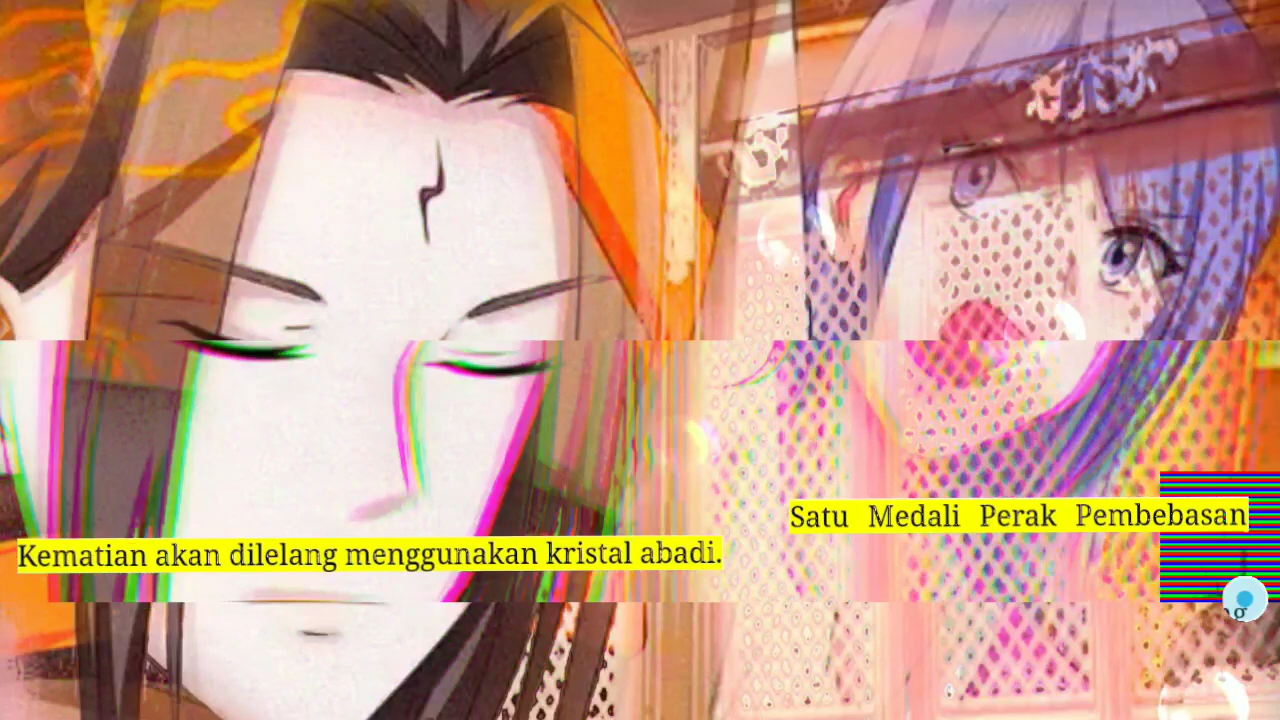 Satu Medali Perak Pembebasan
Kematian akan dilelang menggunakan kristal abadi.